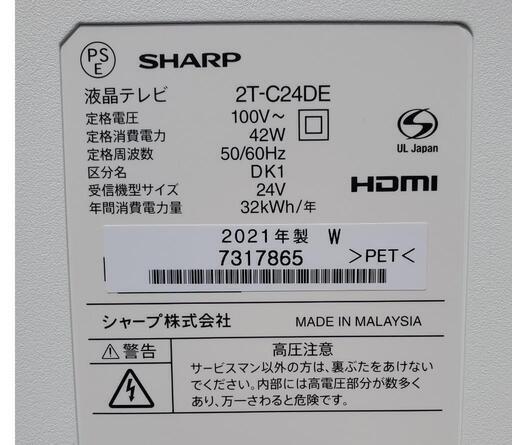 PS
E
SHARP
液晶テレビ 2T-C24DE
定格電圧 100V～
定格消費電力 42W
定格周波数 50/60Hz
区分名 DK1
受信機型サイズ 24V
年間消費電力量 32kWh/年
UL Japan
HDMI
2021年製 W
7317865 >PET<
シャープ株式会社 MADE IN MALAYSIA
⚠警告 高圧注意
サービスマン以外の方は、裏ぶたをあけない
でください。内部には高電圧部分が数多く
あり、万一さわると危険です。